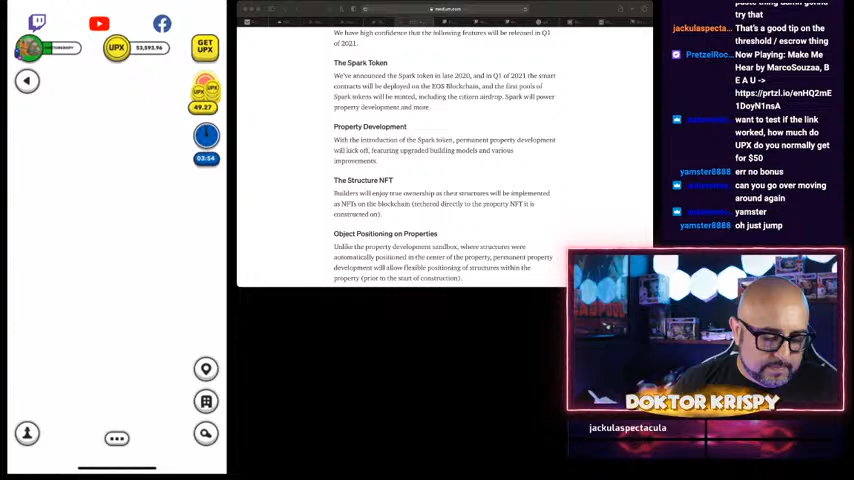 UPX
53,593.96
GET
UPX
49.27
03:54
medium.com
We have high confidence that the following features will be released in Q1
of 2021.
The Spark Token
We've announced the Spark token in late 2020, and in Q1 of 2021 the smart
contracts will be deployed on the EOS Blockchain, and the first pools of
Spark tokens will be minted, including the citizen airdrop. Spark will power
property development and more.
Property Development
With the introduction of the Spark token, permanent property development
will kick off, featuring upgraded building models and various
improvements.
The Structure NFT
Builders will enjoy true ownership as their structures will be implemented
as NFTs on the blockchain (tethered directly to the property NFT it is
constructed on).
Object Positioning on Properties
Unlike the property development sandbox, where structures were
automatically positioned in the center of the property, permanent property
development will allow flexible positioning of structures within the
property (prior to the start of construction).
paste thing damn gonna
try that
jackulaspecta... That's a good tip on the
threshold / escrow thing
PretzelRoc... Now Playing: Make Me
Hear by MarcoSouzaa, B
E A U ->
https://prtzl.io/enHQ2mE
1DoyN1nsA
want to test if the link
worked, how much do
UPX do you normally get
for $50
yamster8888 err no bonus
can you go over moving
around again
yamster
yamster8888 oh just jump
DOKTOR KRISPY
jackulaspectacula